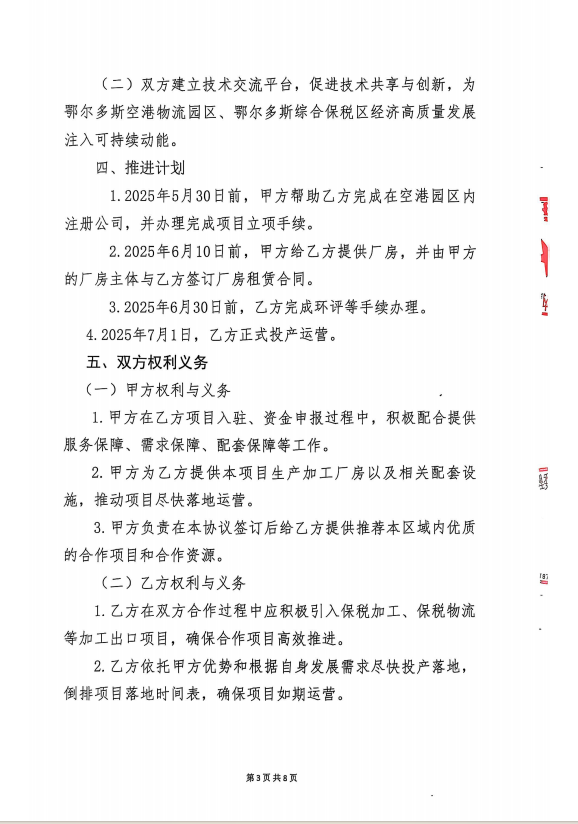 （二）双方建立技术交流平台，促进技术共享与创新，为
鄂尔多斯空港物流园区、鄂尔多斯综合保税区经济高质量发展
注入可持续动能。
四、推进计划
1.2025年5月30日前，甲方帮助乙方完成在空港园区内
注册公司，并办理完成项目立项手续。
2.2025年6月10日前，甲方给乙方提供厂房，并由甲方
的厂房主体与乙方签订厂房租赁合同。
3.2025年6月30日前，乙方完成环评等手续办理。
4.2025年7月1日，乙方正式投产运营。
五、双方权利义务
（一）甲方权利与义务
1.甲方在乙方项目入驻、资金申报过程中，积极配合提供
服务保障、需求保障、配套保障等工作。
2.甲方为乙方提供本项目生产加工厂房以及相关配套设
施，推动项目尽快落地运营。
3.甲方负责在本协议签订后给乙方提供推荐本区域内优质
的合作项目和合作资源。
（二）乙方权利与义务
1.乙方在双方合作过程中应积极引入保税加工、保税物流
等加工出口项目，确保合作项目高效推进。
2.乙方依托甲方优势和根据自身发展需求尽快投产落地，
倒排项目落地时间表，确保项目如期运营。
第3页共8页